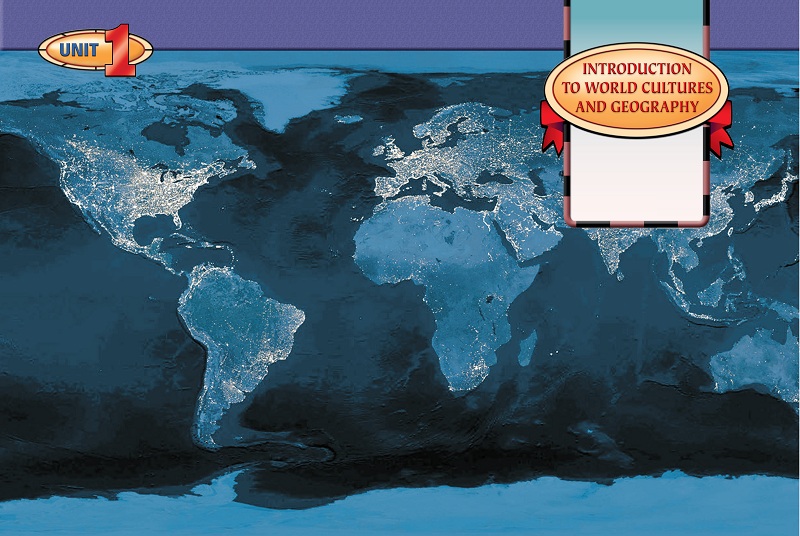 UNIT 1
INTRODUCTION
TO WORLD CULTURES
AND GEOGRAPHY